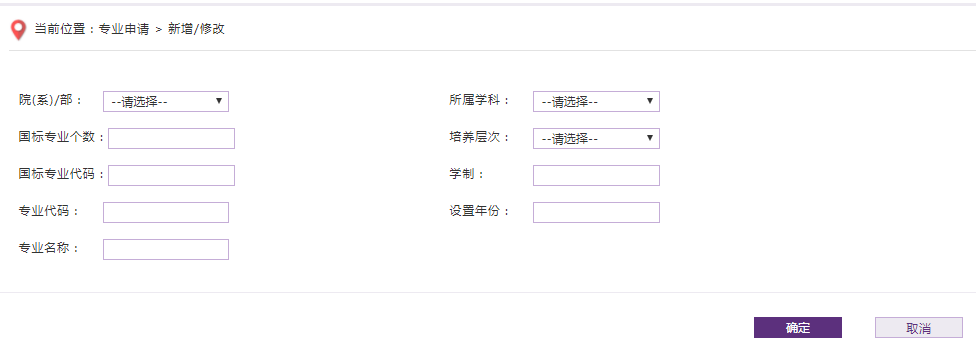 当前位置：专业申请 > 新增/修改
院(系)/部： --请选择-- 所属学科： --请选择--
国标专业个数： 培养层次： --请选择--
国标专业代码： 学制：
专业代码： 设置年份：
专业名称：
确定 取消